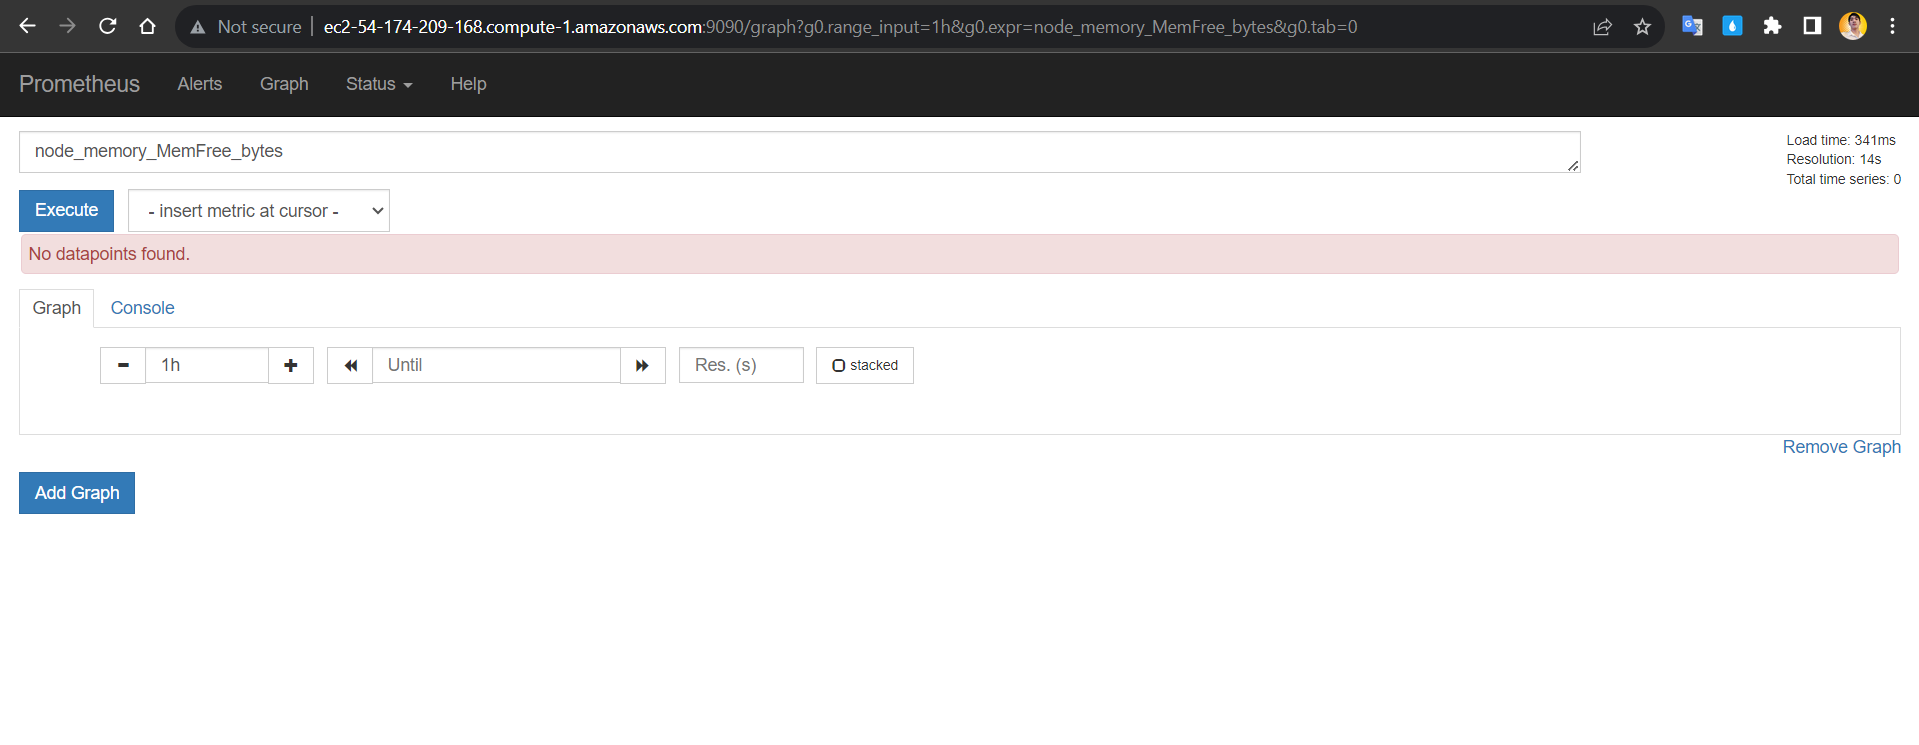 Not secure ec2-54-174-209-168.compute-1.amazonaws.com:9090/graph?g0.range_input=1h&g0.expr=node_memory_MemFree_bytes&g0.tab=0
Prometheus Alerts Graph Status Help
node_memory_MemFree_bytes
Load time: 341ms
Resolution: 14s
Total time series: 0
Execute - insert metric at cursor -
No datapoints found.
Graph Console
1h Until Res. (s) stacked
Remove Graph
Add Graph